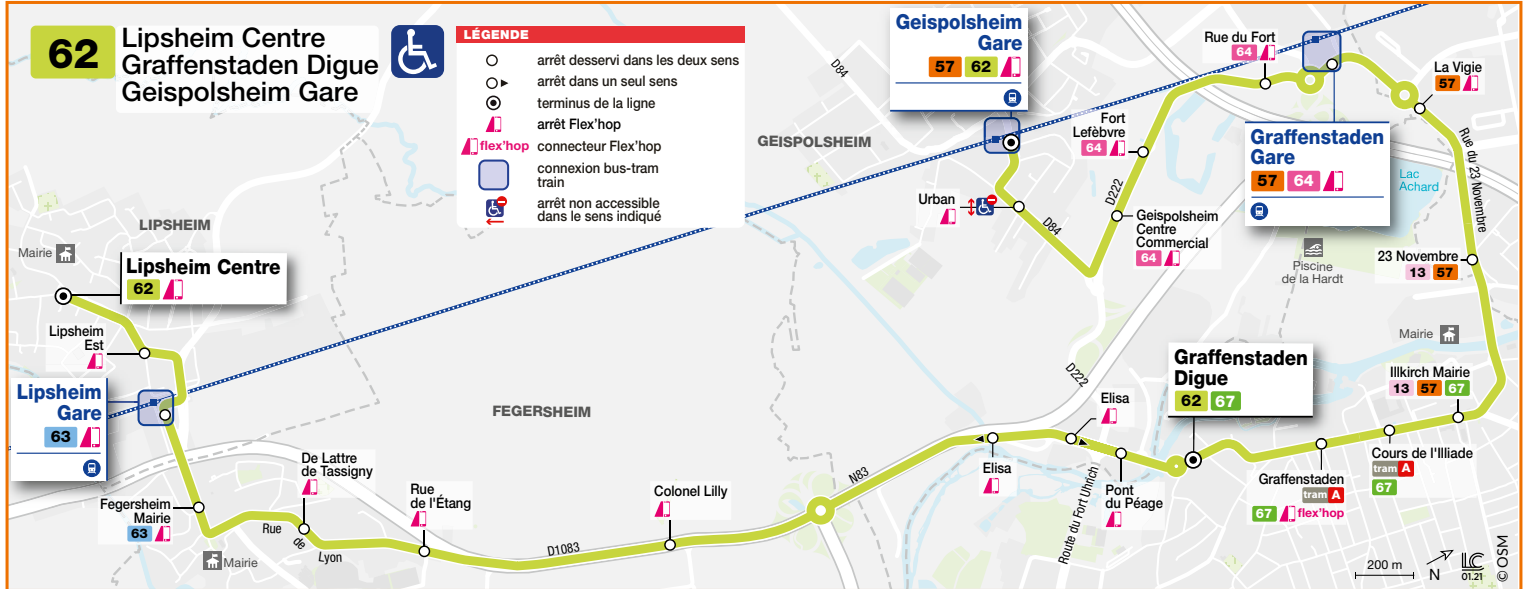 62
Lipsheim Centre
Graffenstaden Digue
Geispolsheim Gare
LÉGENDE
arrêt desservi dans les deux sens
arrêt dans un seul sens
terminus de la ligne
arrêt Flex'hop
flex'hop connecteur Flex'hop
connexion bus-tram
train
arrêt non accessible
dans le sens indiqué
Geispolsheim
Gare
57 62
D84
GEISPOLSHEIM
Rue du Fort
64
La Vigie
57
Fort
Lefèbvre
64
Graffenstaden
Gare
57 64
Rue du 23 Novembre
Lac
Achard
Urban
D84
D222
Geispolsheim
Centre
Commercial
64
Piscine
de la Hardt
23 Novembre
13 57
LIPSHEIM
Mairie
Lipsheim Centre
62
Lipsheim
Est
Lipsheim
Gare
63
FEGERSHEIM
Fegersheim
Mairie
63
Mairie
De Lattre
de Tassigny
Rue
de
Lyon
Rue
de l'Étang
D1083
Colonel Lilly
N83
Elisa
D222
Elisa
Route du Fort Uhrich
Pont
du Péage
Graffenstaden
Digue
62 67
Mairie
Illkirch Mairie
13 57 67
Cours de l'Illiade
tram A
67
Graffenstaden
tram A
67 flex'hop
200 m
N
LC
01.21
© OSM